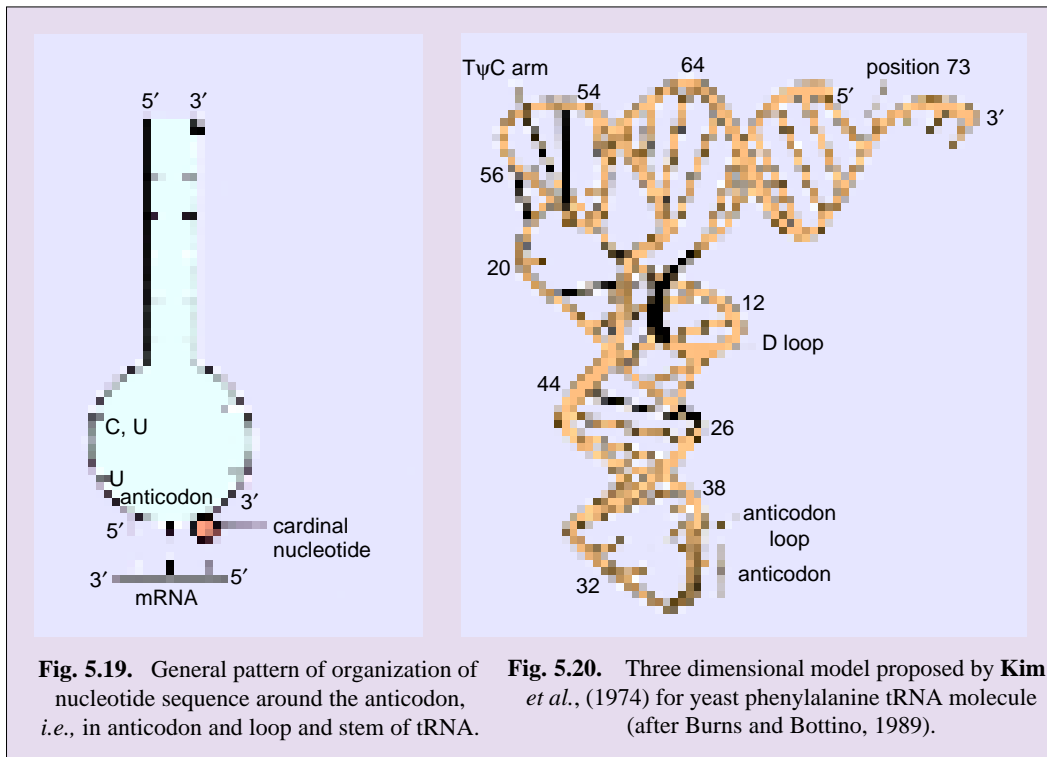 5′ 3′
C, U
U
anticodon
3′
5′
cardinal
nucleotide
3′ 5′
mRNA
Fig. 5.19. General pattern of organization of
nucleotide sequence around the anticodon,
i.e., in anticodon and loop and stem of tRNA.
TψC arm
64
position 73
54
5′
3′
56
20
12
D loop
44
26
38
anticodon
loop
32
anticodon
Fig. 5.20. Three dimensional model proposed by Kim
et al., (1974) for yeast phenylalanine tRNA molecule
(after Burns and Bottino, 1989).